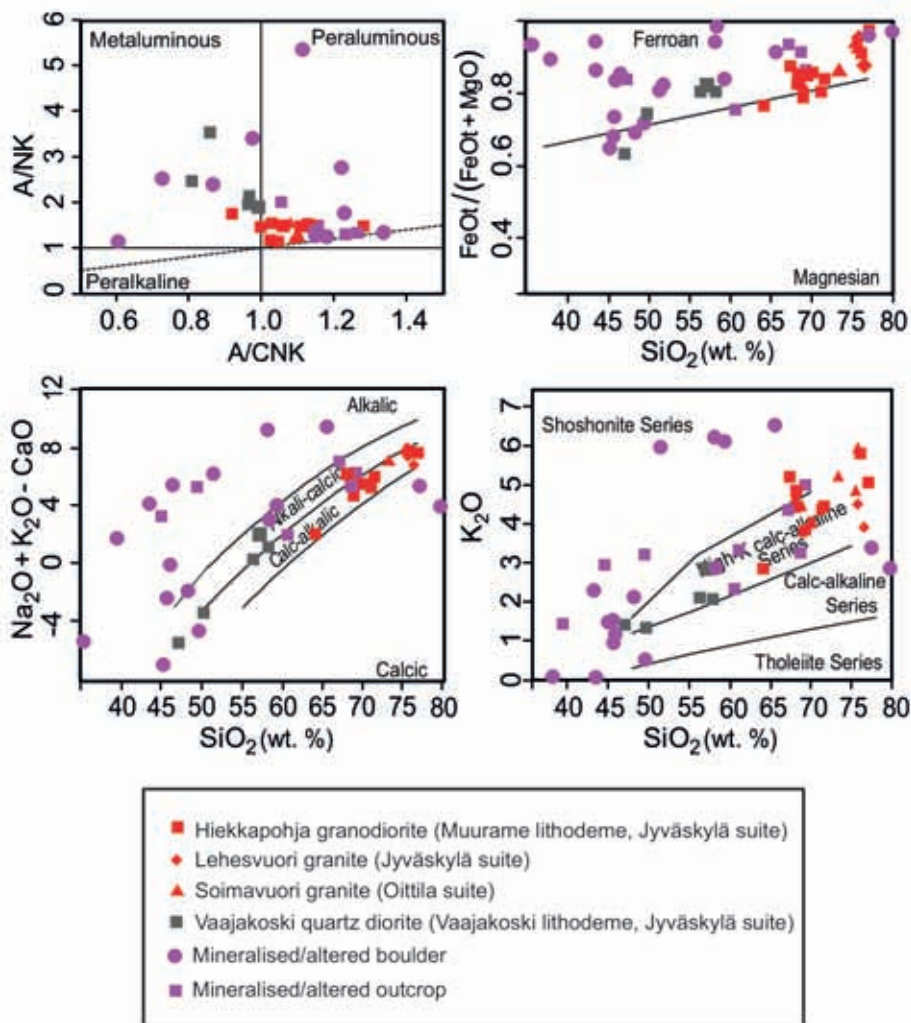 Metaluminous
Peraluminous
Peralkaline
A/NK
6
5
4
3
2
1
0
0.6
0.8
1.0
1.2
1.4
A/CNK
Ferroan
Magnesian
FeOt/(FeOt+MgO)
0.8
0.6
0.4
40 45 50 55 60 65 70 75 80
SiO2(wt. %)
Alkalic
Alkali-calcic
Calc-alkalic
Calcic
Na2O+K2O-CaO
12
8
4
0
-4
40 45 50 55 60 65 70 75 80
SiO2(wt. %)
Shoshonite Series
High-K calc-alkaline
Series
Calc-alkaline
Series
Tholeiite Series
K2O
7
6
5
4
3
2
1
0
40 45 50 55 60 65 70 75 80
SiO2(wt. %)
Hiekkapohja granodiorite (Muurame lithodeme, Jyväskylä suite)
Lehesvuori granite (Jyväskylä suite)
Soimavuori granite (Oittila suite)
Vaajakoski quartz diorite (Vaajakoski lithodeme, Jyväskylä suite)
Mineralised/altered boulder
Mineralised/altered outcrop